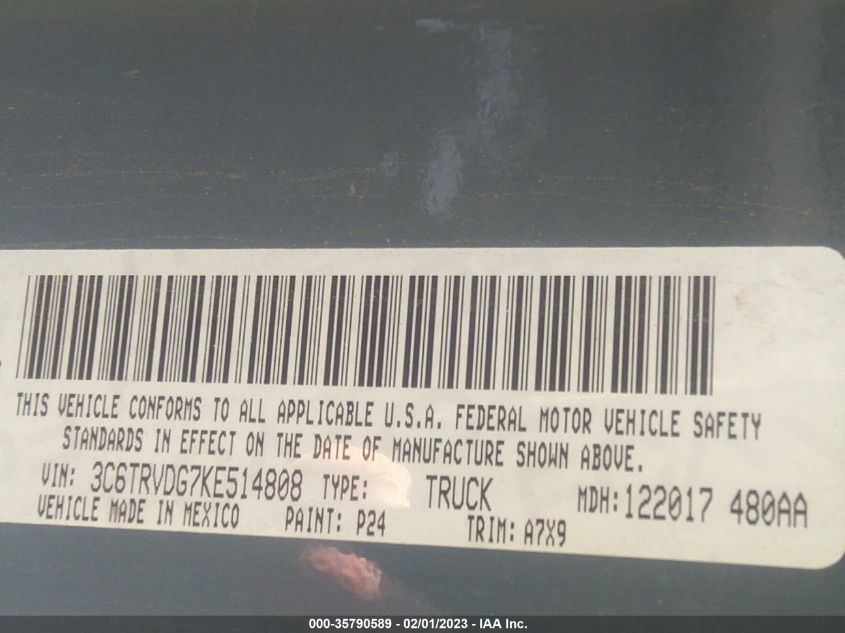 THIS VEHICLE CONFORMS TO ALL APPLICABLE U.S.A. FEDERAL MOTOR VEHICLE SAFETY
STANDARDS IN EFFECT ON THE DATE OF MANUFACTURE SHOWN ABOVE.
VIN: 3C6TRVDG7KE514808 TYPE: TRUCK MDH:122017 480AA
VEHICLE MADE IN MEXICO PAINT: P24 TRIM: A7X9
000-35790589 - 02/01/2023 - IAA Inc.